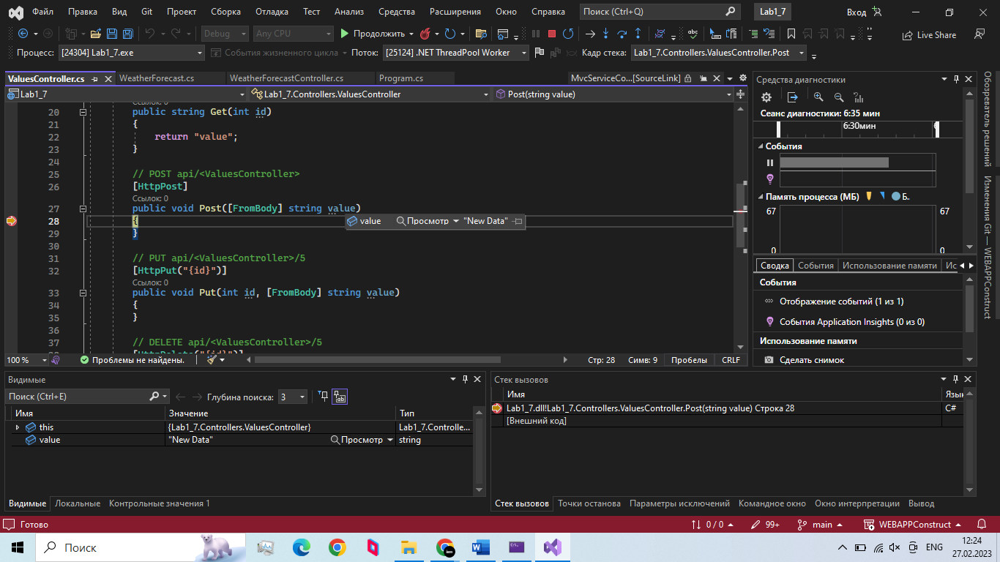 Файл Правка Вид Git Проект Сборка Отладка Тест Анализ Средства Расширения Окно Справка Поиск (Ctrl+Q) Lab1_7 Вход
Debug Any CPU Продолжить Live Share
Процесс: [24304] Lab1_7.exe События жизненного цикла Поток: [25124] .NET ThreadPool Worker Кадр стека: Lab1_7.Controllers.ValuesController.Post
ValuesController.cs WeatherForecast.cs WeatherForecastController.cs Program.cs MvcServiceCo...[SourceLink]
Lab1_7 Lab1_7.Controllers.ValuesController Post(string value)
Ссылок: 0
20 public string Get(int id)
21 {
22 return "value";
23 }
24
25 // POST api/<ValuesController>
26 [HttpPost]
Ссылок: 0
27 public void Post([FromBody] string value)
28 {
value Просмотр "New Data"
29 }
30
31 // PUT api/<ValuesController>/5
32 [HttpPut("{id}")]
Ссылок: 0
33 public void Put(int id, [FromBody] string value)
34 {
35 }
36
37 // DELETE api/<ValuesController>/5
38 [HttpDelete("{id}")]
100 % Проблемы не найдены. Стр: 28 Симв: 9 Пробелы CRLF
Средства диагностики
Сеанс диагностики: 6:35 мин
6:30мин
События
Память процесса (МБ) Б..
67 67
0 0
Сводка События Использование памяти Ис
События
Отображение событий (1 из 1)
События Application Insights (0 из 0)
Использование памяти
Сделать снимок
Обозреватель решений
Изменения Git — WEBAPPConstruct
Видимые
Поиск (Ctrl+E) Глубина поиска: 3
Имя Значение Тип
this {Lab1_7.Controllers.ValuesController} Lab1_7.Controlle...
value "New Data" Просмотр string
Видимые Локальные Контрольные значения 1
Стек вызовов
Имя Язык
Lab1_7.dll!Lab1_7.Controllers.ValuesController.Post(string value) Строка 28 C#
[Внешний код]
Стек вызовов Точки останова Параметры исключений Командное окно Окно интерпретации Вывод
Готово 0 / 0 99+ main WEBAPPConstruct
Поиск ENG 12:24
27.02.2023